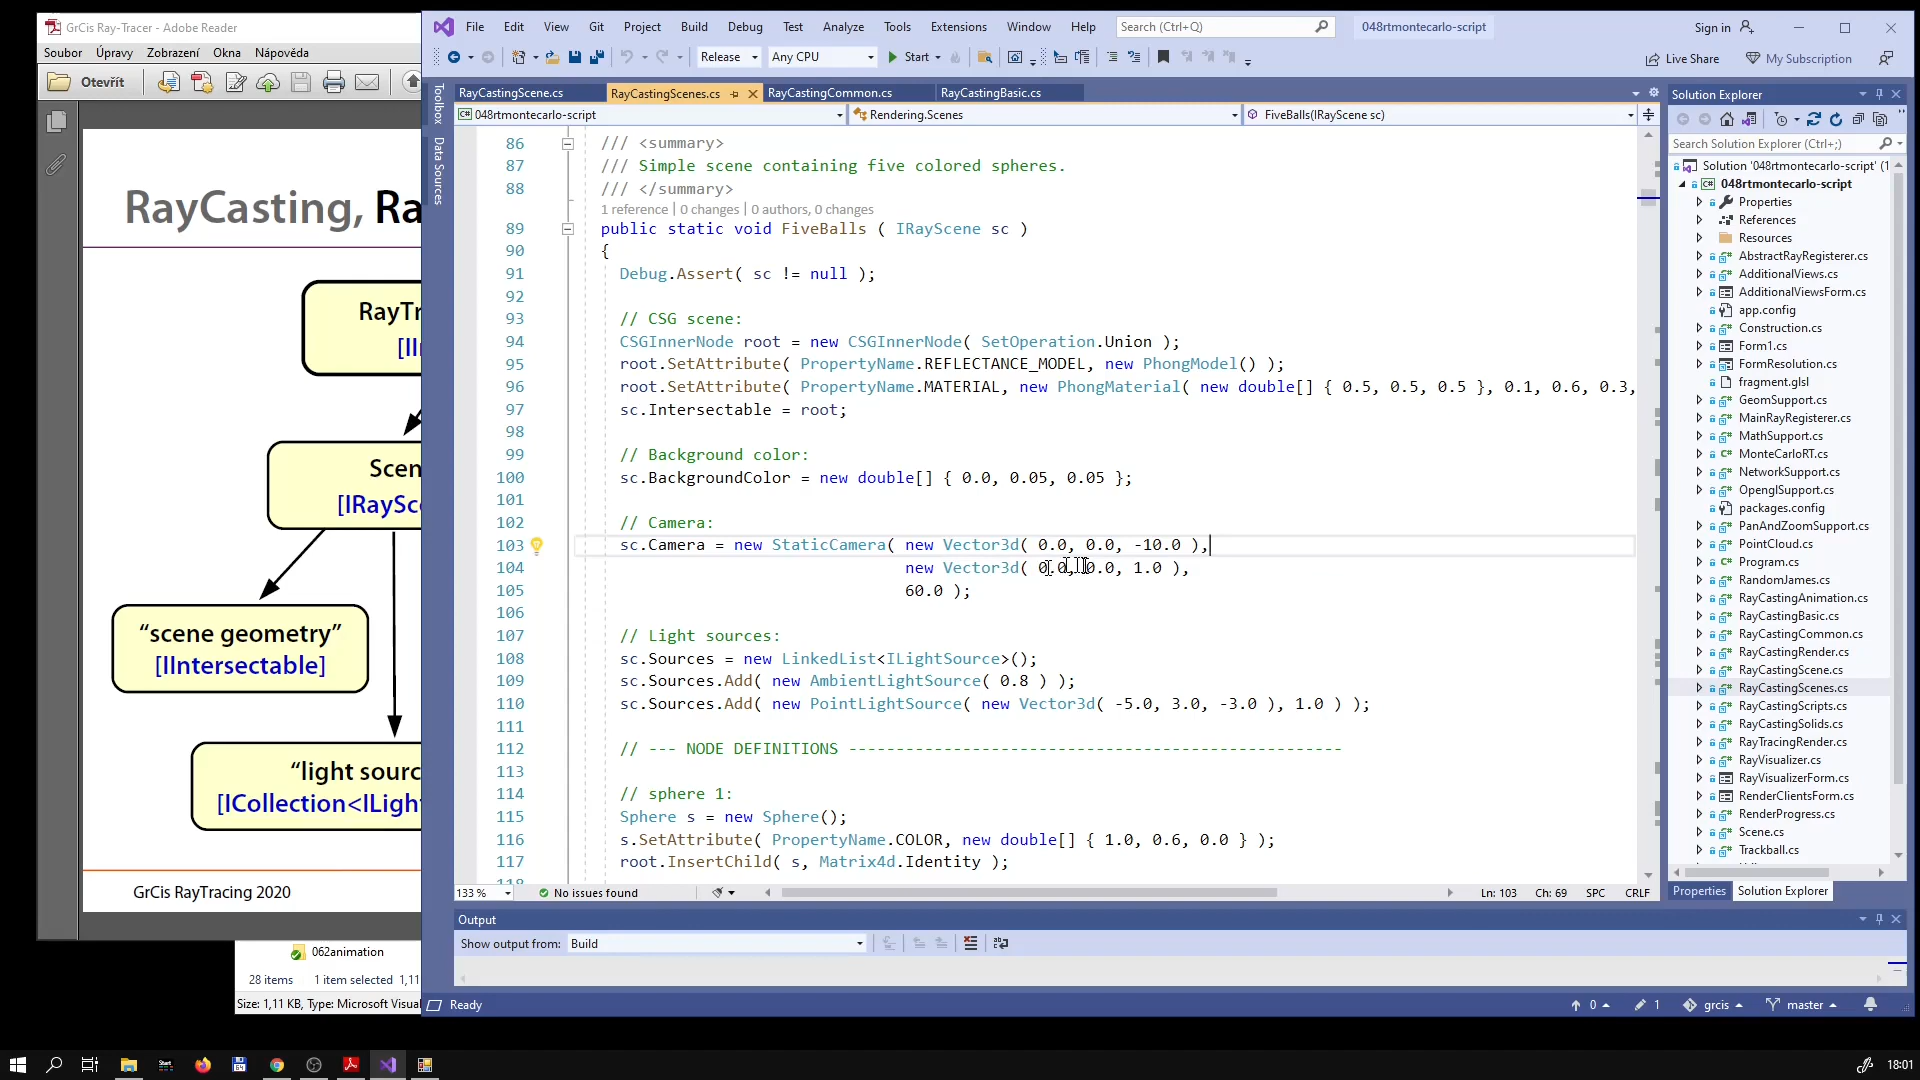 GrCis Ray-Tracer - Adobe Reader
Soubor Úpravy Zobrazení Okna Nápověda
Otevřít
RayCasting, Ra
RayTr
[II
Scen
[IRaySc
“scene geometry”
[IIntersectable]
“light sourc
[ICollection<ILigh
GrCis RayTracing 2020
062animation
28 items 1 item selected 1,11
Size: 1,11 KB, Type: Microsoft Visua
File Edit View Git Project Build Debug Test Analyze Tools Extensions Window Help Search (Ctrl+Q) 048rtmontecarlo-script Sign in
Release Any CPU Start Live Share My Subscription
Toolbox
Data Sources
RayCastingScene.cs RayCastingScenes.cs RayCastingCommon.cs RayCastingBasic.cs
048rtmontecarlo-script Rendering.Scenes FiveBalls(IRayScene sc)
86 /// <summary>
87 /// Simple scene containing five colored spheres.
88 /// </summary>
1 reference | 0 changes | 0 authors, 0 changes
89 public static void FiveBalls ( IRayScene sc )
90 {
91 Debug.Assert( sc != null );
92
93 // CSG scene:
94 CSGInnerNode root = new CSGInnerNode( SetOperation.Union );
95 root.SetAttribute( PropertyName.REFLECTANCE_MODEL, new PhongModel() );
96 root.SetAttribute( PropertyName.MATERIAL, new PhongMaterial( new double[] { 0.5, 0.5, 0.5 }, 0.1, 0.6, 0.3,
97 sc.Intersectable = root;
98
99 // Background color:
100 sc.BackgroundColor = new double[] { 0.0, 0.05, 0.05 };
101
102 // Camera:
103 sc.Camera = new StaticCamera( new Vector3d( 0.0, 0.0, -10.0 ),
104 new Vector3d( 0.0, 0.0, 1.0 ),
105 60.0 );
106
107 // Light sources:
108 sc.Sources = new LinkedList<ILightSource>();
109 sc.Sources.Add( new AmbientLightSource( 0.8 ) );
110 sc.Sources.Add( new PointLightSource( new Vector3d( -5.0, 3.0, -3.0 ), 1.0 ) );
111
112 // --- NODE DEFINITIONS ----------------------------------------------------
113
114 // sphere 1:
115 Sphere s = new Sphere();
116 s.SetAttribute( PropertyName.COLOR, new double[] { 1.0, 0.6, 0.0 } );
117 root.InsertChild( s, Matrix4d.Identity );
118
133 % No issues found Ln: 103 Ch: 69 SPC CRLF
Output
Show output from: Build
Ready 0 1 grcis master
Solution Explorer
Search Solution Explorer (Ctrl+;)
Solution '048rtmontecarlo-script' (1
048rtmontecarlo-script
Properties
References
Resources
AbstractRayRegisterer.cs
AdditionalViews.cs
AdditionalViewsForm.cs
app.config
Construction.cs
Form1.cs
FormResolution.cs
fragment.glsl
GeomSupport.cs
MainRayRegisterer.cs
MathSupport.cs
MonteCarloRT.cs
NetworkSupport.cs
OpenglSupport.cs
packages.config
PanAndZoomSupport.cs
PointCloud.cs
Program.cs
RandomJames.cs
RayCastingAnimation.cs
RayCastingBasic.cs
RayCastingCommon.cs
RayCastingRender.cs
RayCastingScene.cs
RayCastingScenes.cs
RayCastingScripts.cs
RayCastingSolids.cs
RayTracingRender.cs
RayVisualizer.cs
RayVisualizerForm.cs
RenderClientsForm.cs
RenderProgress.cs
Scene.cs
Trackball.cs
Properties Solution Explorer
18:01